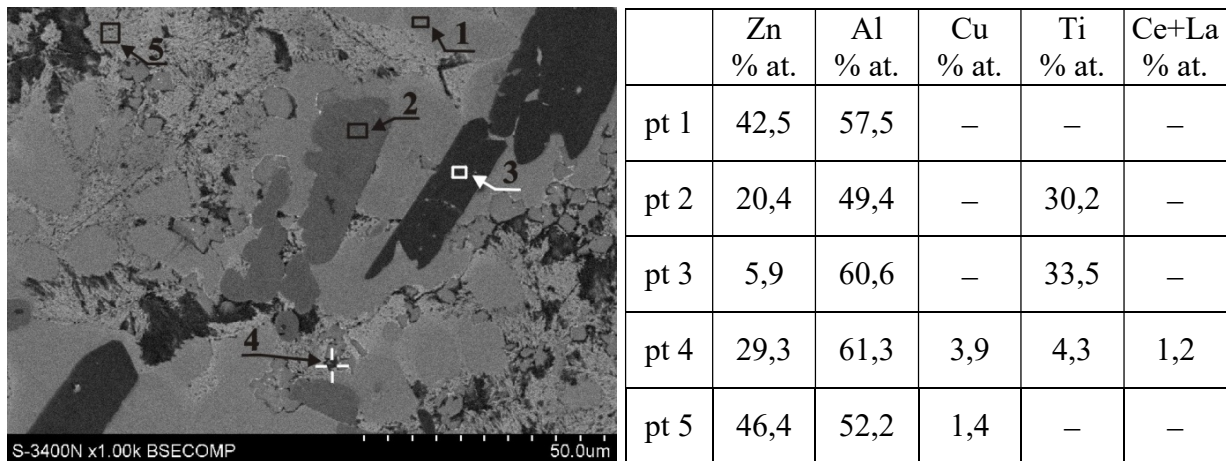 1
5
2
3
4
S-3400N x1.00k BSECOMP 50.0um
Zn % at. Al % at. Cu % at. Ti % at. Ce+La % at.
pt 1 42,5 57,5 – – –
pt 2 20,4 49,4 – 30,2 –
pt 3 5,9 60,6 – 33,5 –
pt 4 29,3 61,3 3,9 4,3 1,2
pt 5 46,4 52,2 1,4 – –